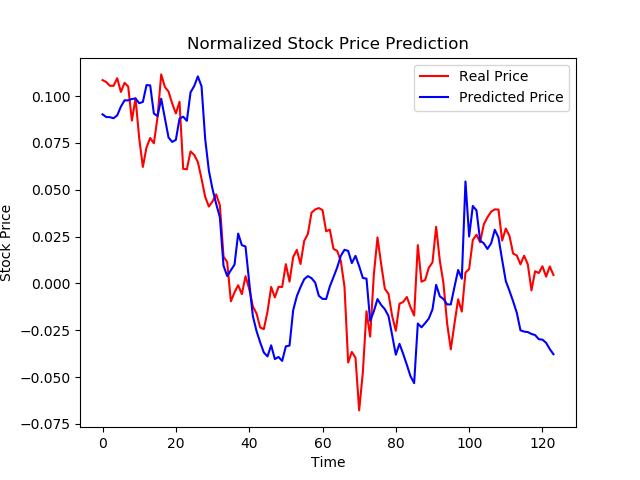 Normalized Stock Price Prediction
Real Price
Predicted Price
Stock Price
0.100
0.075
0.050
0.025
0.000
−0.025
−0.050
−0.075
0 20 40 60 80 100 120
Time